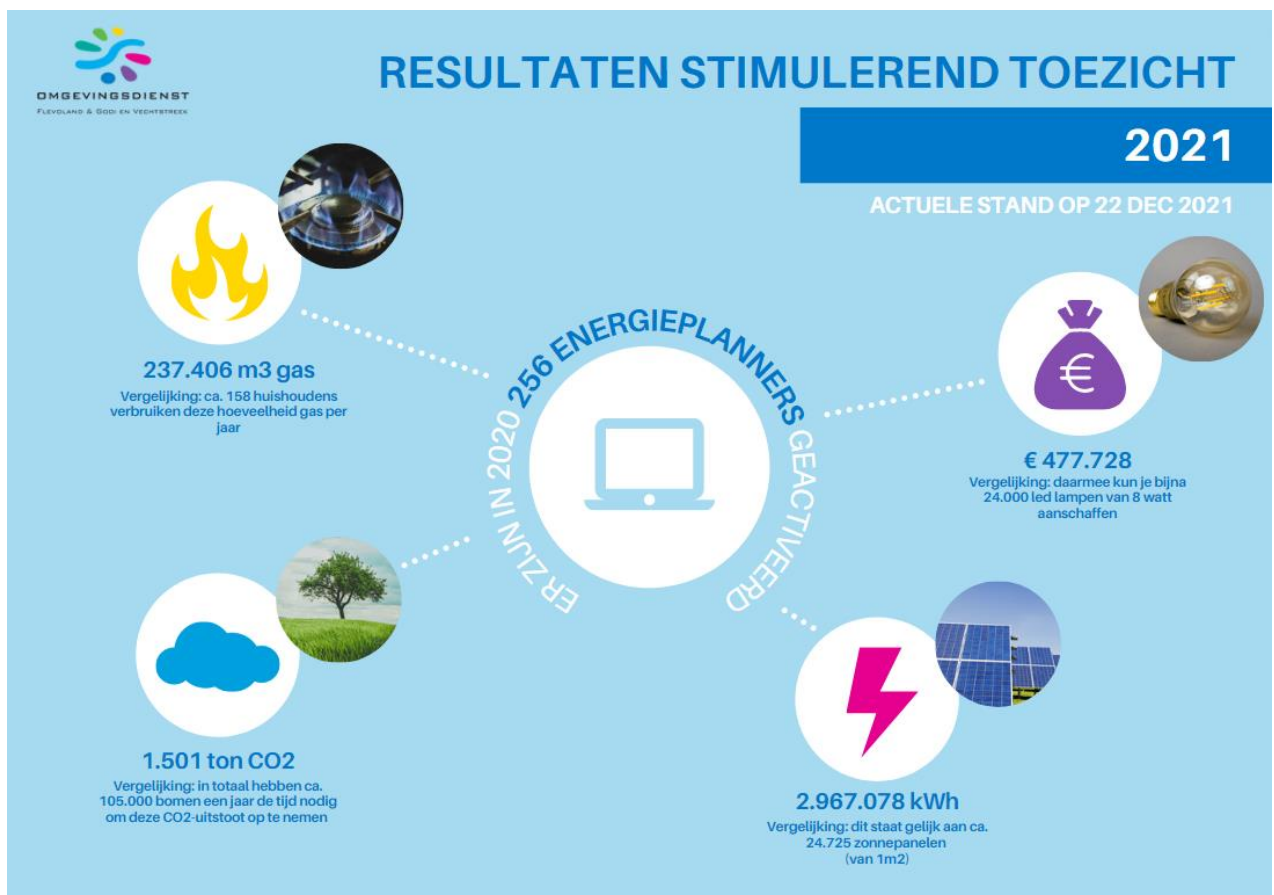 OMGEVINGSDIENST
FLEVOLAND & GOOI EN VECHTSTREEK
RESULTATEN STIMULEREND TOEZICHT
2021
ACTUELE STAND OP 22 DEC 2021
237.406 m3 gas
Vergelijking: ca. 158 huishoudens
verbruiken deze hoeveelheid gas per
jaar
ER ZIJN IN 2020 256 ENERGIEPLANNERS GEACTIVEERD
€
€ 477.728
Vergelijking: daarmee kun je bijna
24.000 led lampen van 8 watt
aanschaffen
1.501 ton CO2
Vergelijking: in totaal hebben ca.
105.000 bomen een jaar de tijd nodig
om deze CO2-uitstoot op te nemen
2.967.078 kWh
Vergelijking: dit staat gelijk aan ca.
24.725 zonnepanelen
(van 1m2)